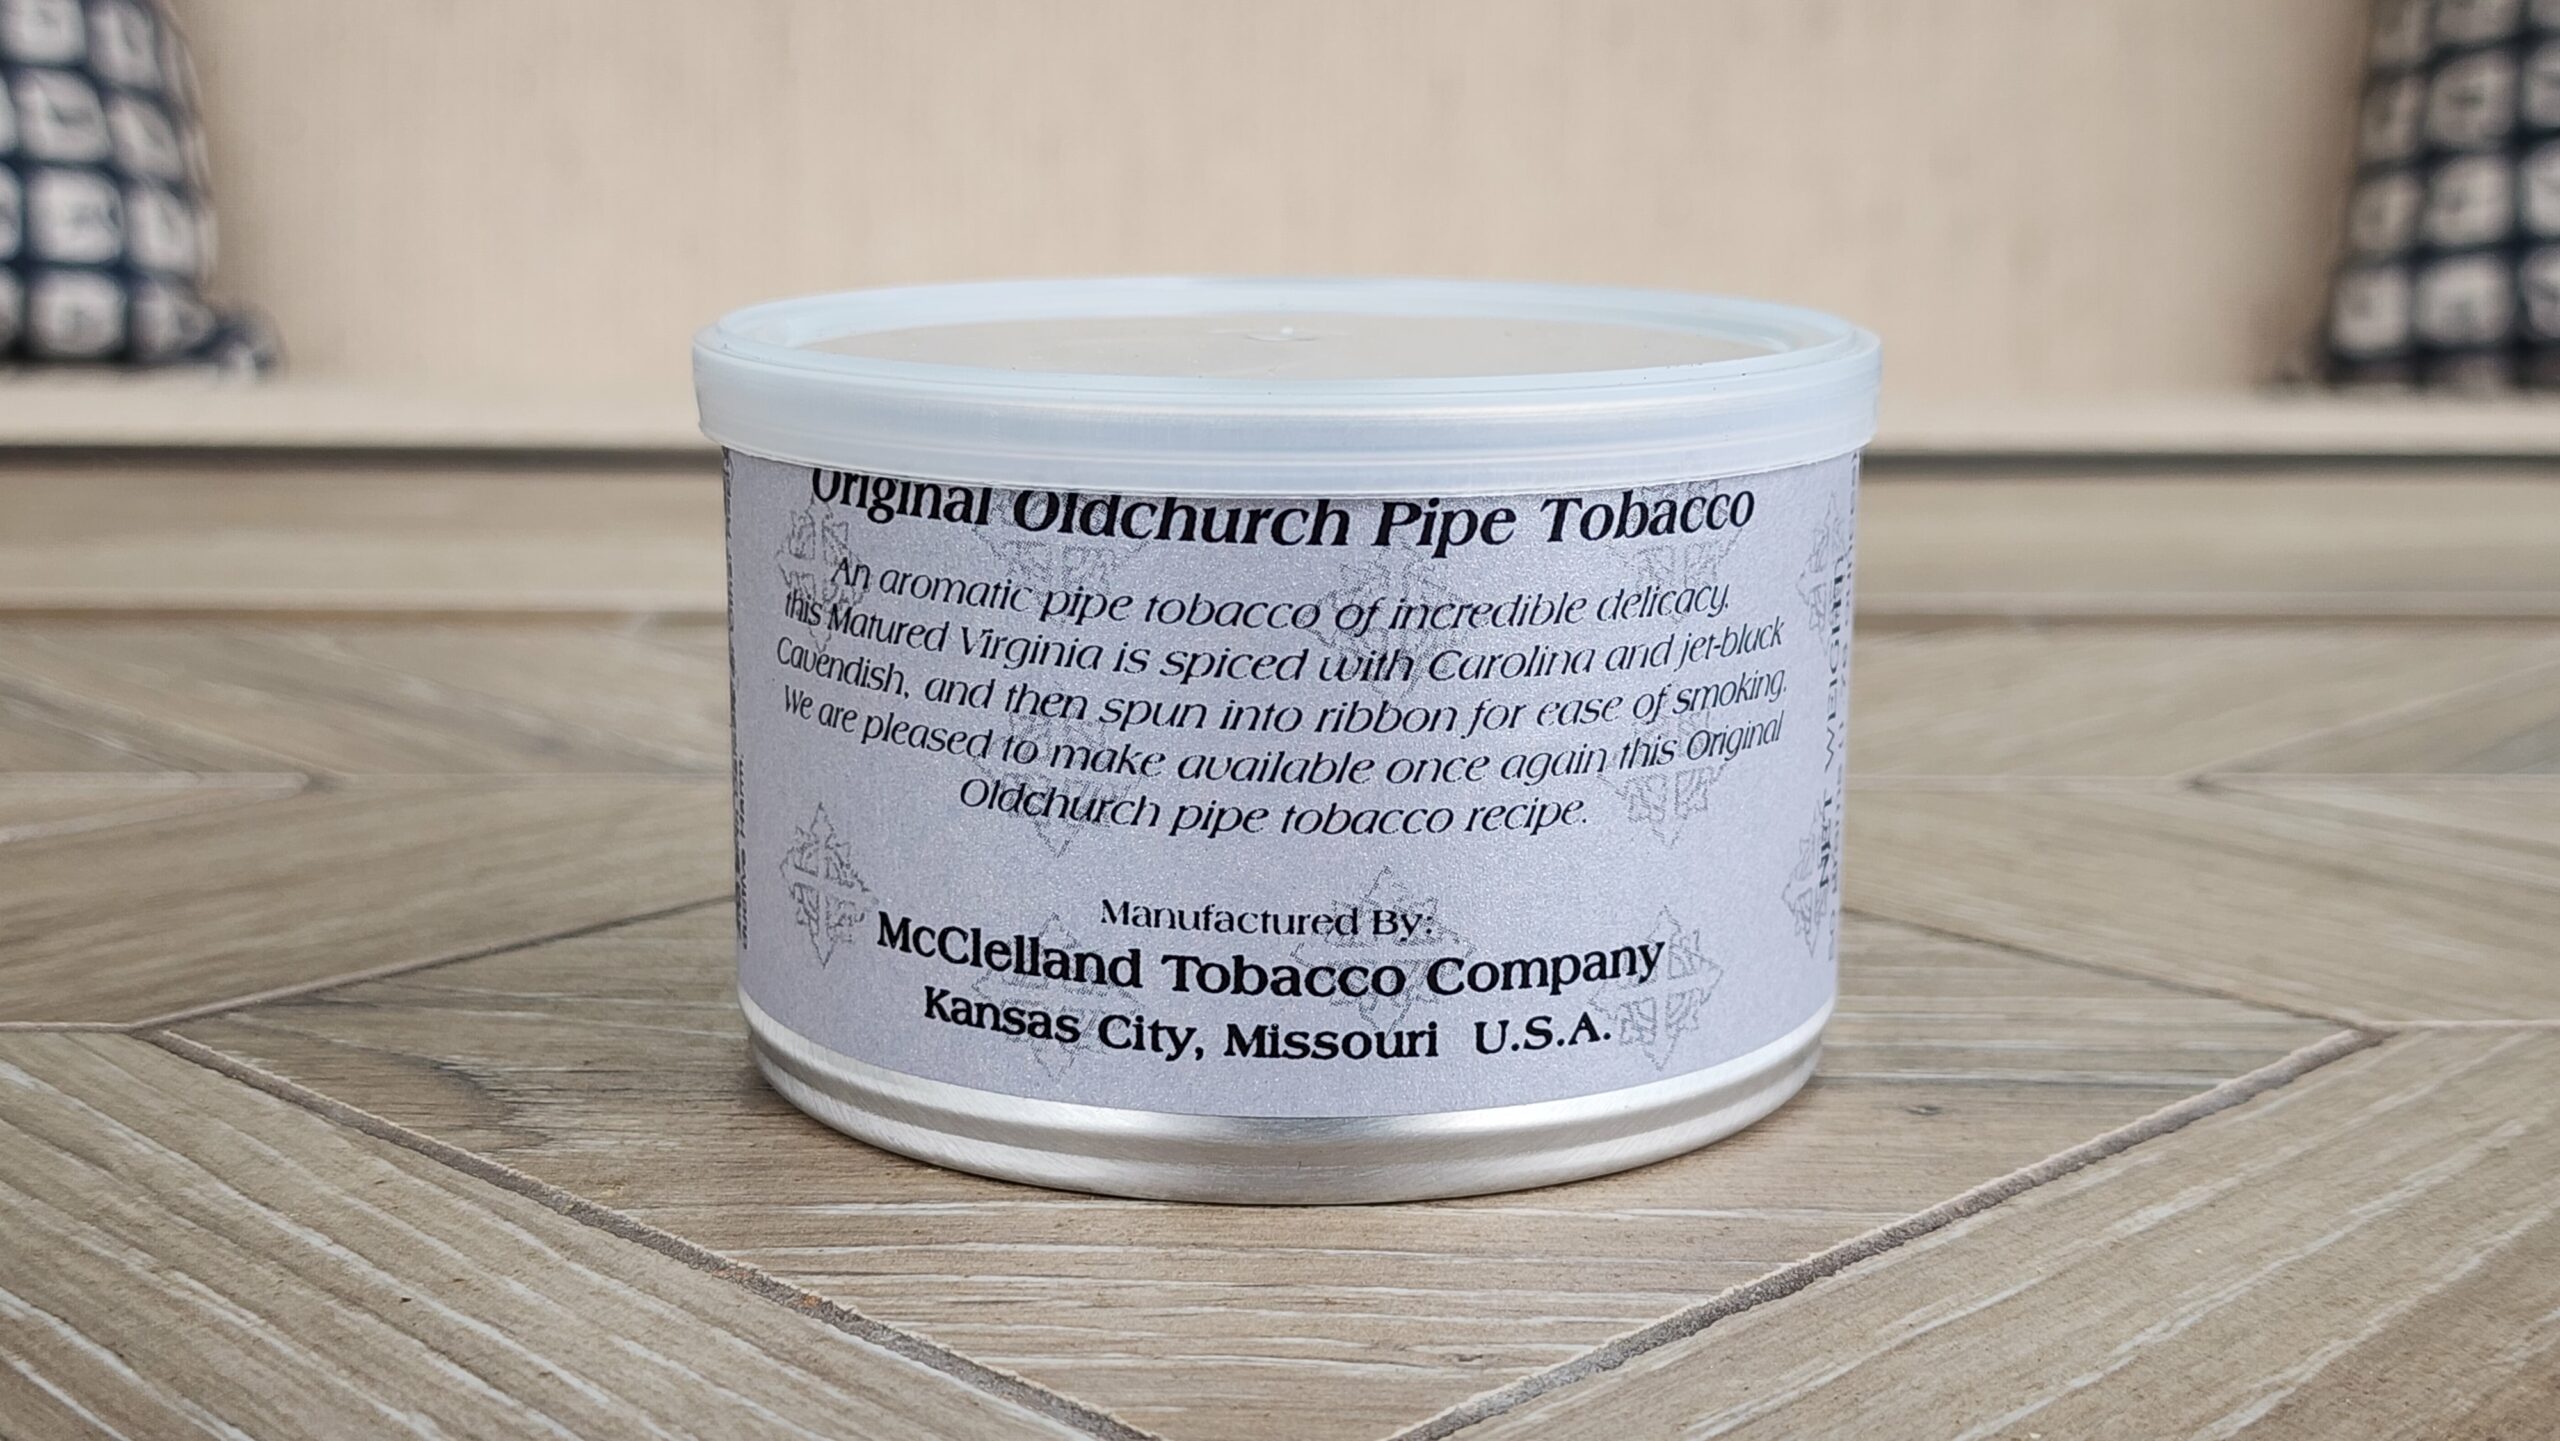 Original Oldchurch Pipe Tobacco
An aromatic pipe tobacco of incredible delicacy,
this Matured Virginia is spiced with Carolina and jet-black
Cavendish, and then spun into ribbon for ease of smoking.
We are pleased to make available once again this Original
Oldchurch pipe tobacco recipe.
Manufactured By:
McClelland Tobacco Company
Kansas City, Missouri U.S.A.